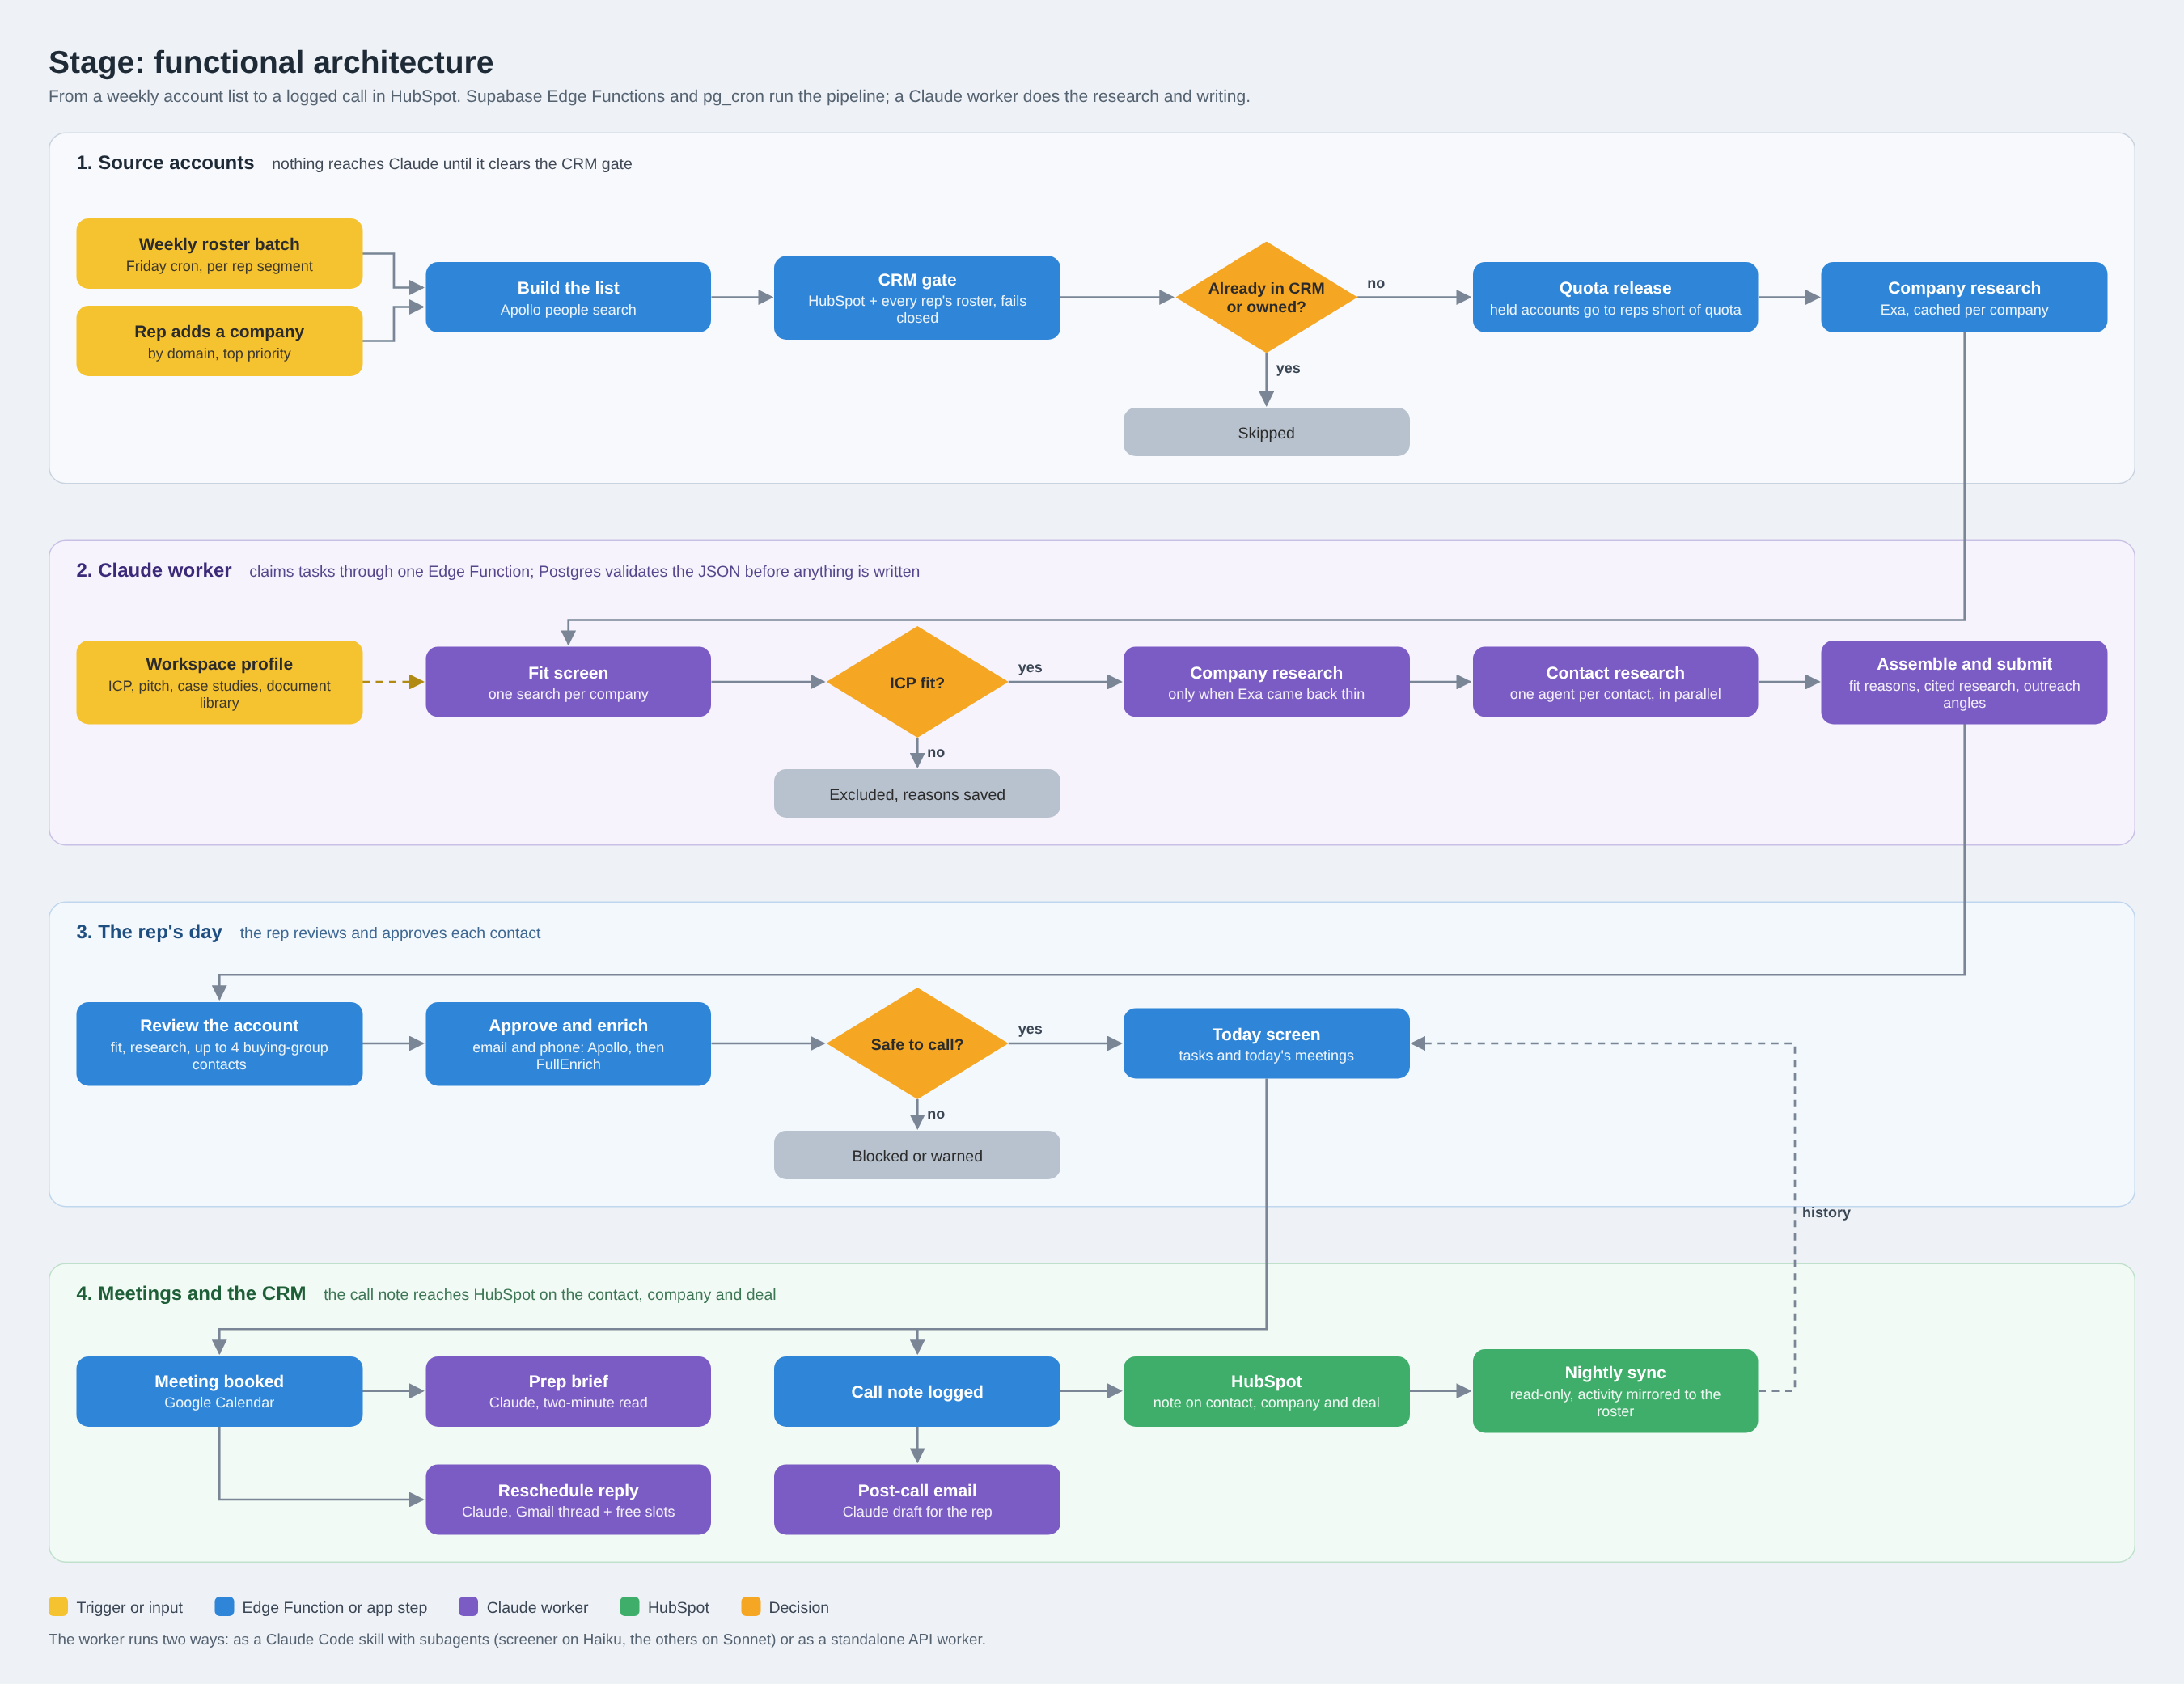 Stage: functional architecture
From a weekly account list to a logged call in HubSpot. Supabase Edge Functions and pg_cron run the pipeline; a Claude worker does the research and writing.
1. Source accounts nothing reaches Claude until it clears the CRM gate
Weekly roster batch
Friday cron, per rep segment
Rep adds a company
by domain, top priority
Build the list
Apollo people search
CRM gate
HubSpot + every rep's roster, fails
closed
Already in CRM
or owned?
no
yes
Skipped
Quota release
held accounts go to reps short of quota
Company research
Exa, cached per company
2. Claude worker claims tasks through one Edge Function; Postgres validates the JSON before anything is written
Workspace profile
ICP, pitch, case studies, document
library
Fit screen
one search per company
ICP fit?
yes
no
Excluded, reasons saved
Company research
only when Exa came back thin
Contact research
one agent per contact, in parallel
Assemble and submit
fit reasons, cited research, outreach
angles
3. The rep's day the rep reviews and approves each contact
Review the account
fit, research, up to 4 buying-group
contacts
Approve and enrich
email and phone: Apollo, then
FullEnrich
Safe to call?
yes
no
Blocked or warned
Today screen
tasks and today's meetings
history
4. Meetings and the CRM the call note reaches HubSpot on the contact, company and deal
Meeting booked
Google Calendar
Prep brief
Claude, two-minute read
Call note logged
HubSpot
note on contact, company and deal
Nightly sync
read-only, activity mirrored to the
roster
Reschedule reply
Claude, Gmail thread + free slots
Post-call email
Claude draft for the rep
Trigger or input
Edge Function or app step
Claude worker
HubSpot
Decision
The worker runs two ways: as a Claude Code skill with subagents (screener on Haiku, the others on Sonnet) or as a standalone API worker.